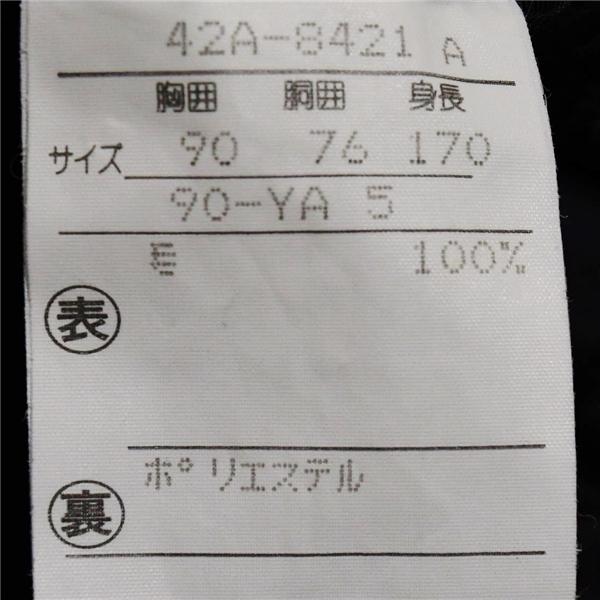 42A-8421 A
胸囲 胴囲 身長
サイズ 90 76 170
90-YA 5
毛 100%
表
ポリエステル
裏